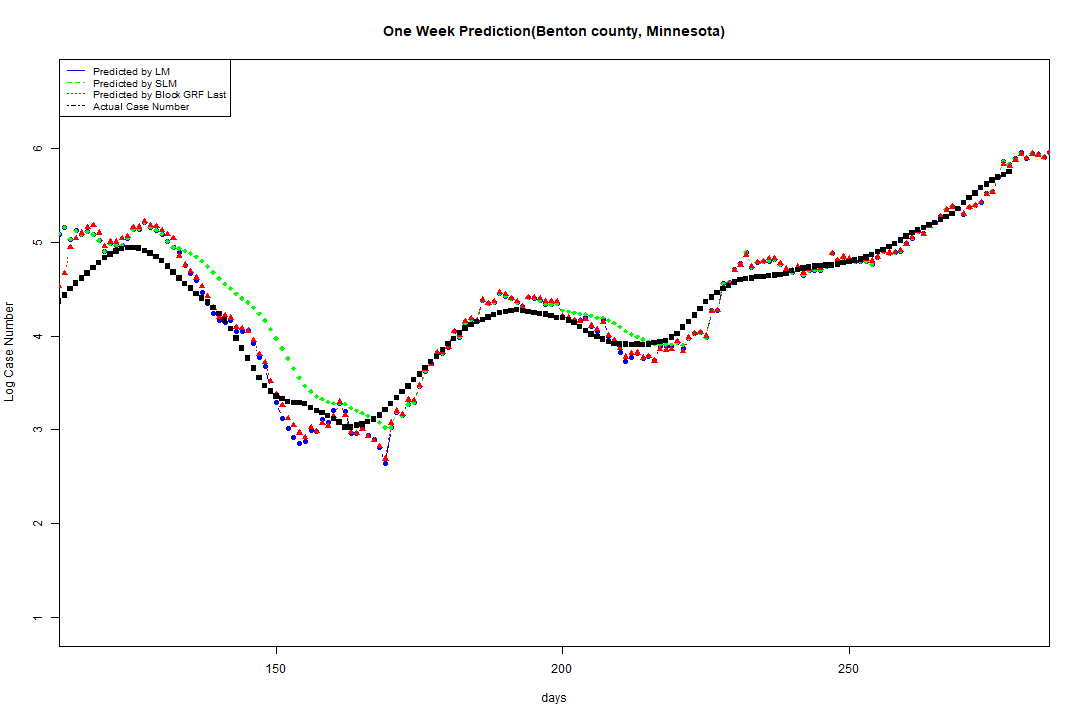 One Week Prediction(Benton county, Minnesota)
Predicted by LM
Predicted by SLM
Predicted by Block GRF Last
Actual Case Number
6
5
4
3
2
1
Log Case Number
150 200 250
days